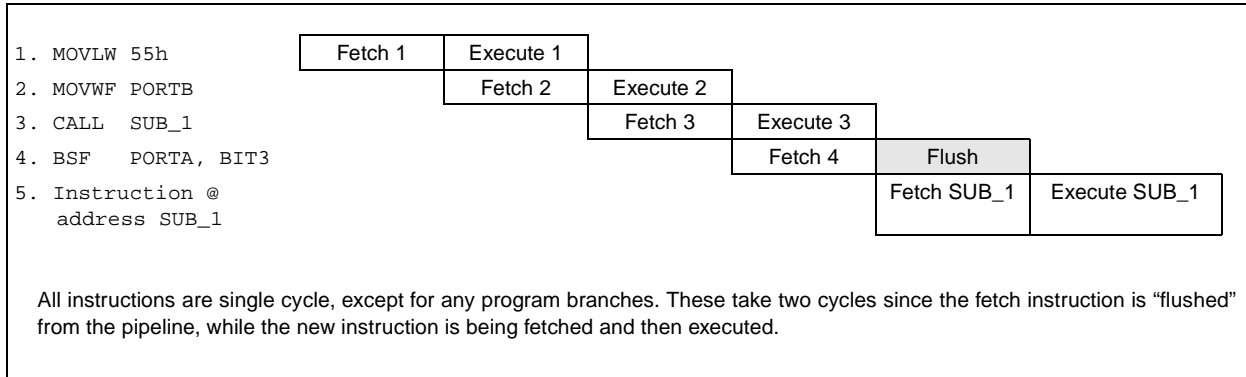 1. MOVLW 55h Fetch 1 Execute 1
2. MOVWF PORTB Fetch 2 Execute 2
3. CALL SUB_1 Fetch 3 Execute 3
4. BSF PORTA, BIT3 Fetch 4 Flush
5. Instruction @ Fetch SUB_1 Execute SUB_1
address SUB_1
All instructions are single cycle, except for any program branches. These take two cycles since the fetch instruction is “flushed”
from the pipeline, while the new instruction is being fetched and then executed.